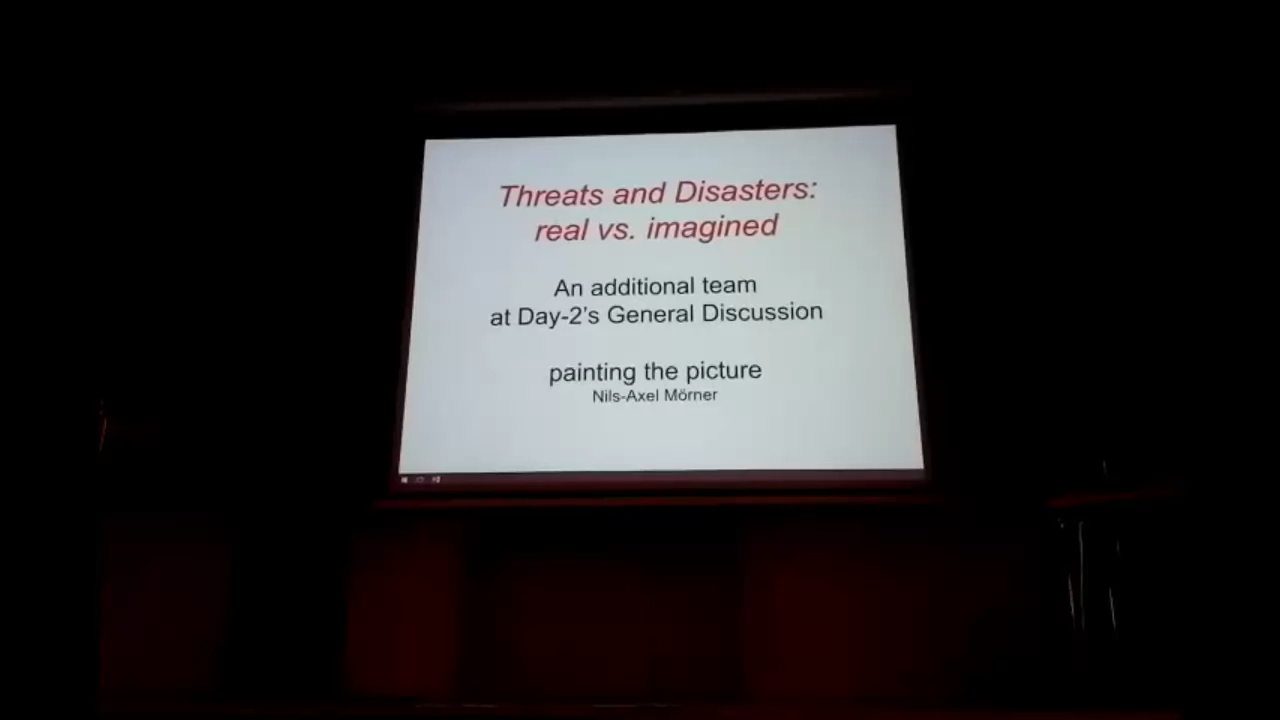 Threats and Disasters:
real vs. imagined
An additional team
at Day-2's General Discussion
painting the picture
Nils-Axel Mörner